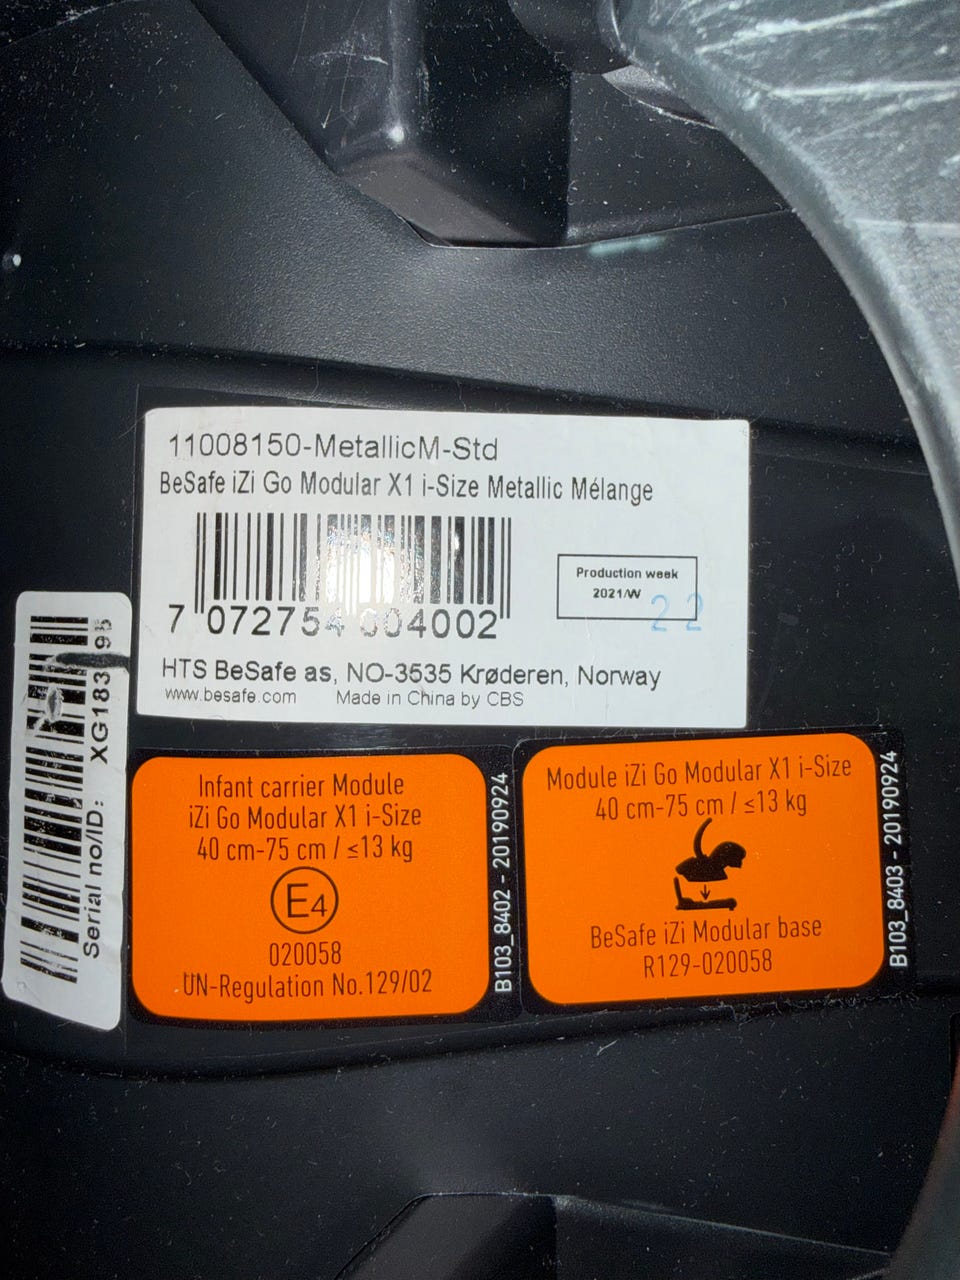 11008150-MetallicM-Std
BeSafe iZi Go Modular X1 i-Size Metallic Mélange
Production week
2021/W 22
7 072754 004002
HTS BeSafe as, NO-3535 Krøderen, Norway
www.besafe.com Made in China by CBS
Serial no/ID:
Infant carrier Module
iZi Go Modular X1 i-Size
40 cm-75 cm / ≤13 kg
E4
020058
UN-Regulation No.129/02
B103_8402 - 20190924
Module iZi Go Modular X1 i-Size
40 cm-75 cm / ≤13 kg
BeSafe iZi Modular base
R129-020058
B103_8403 - 20190924